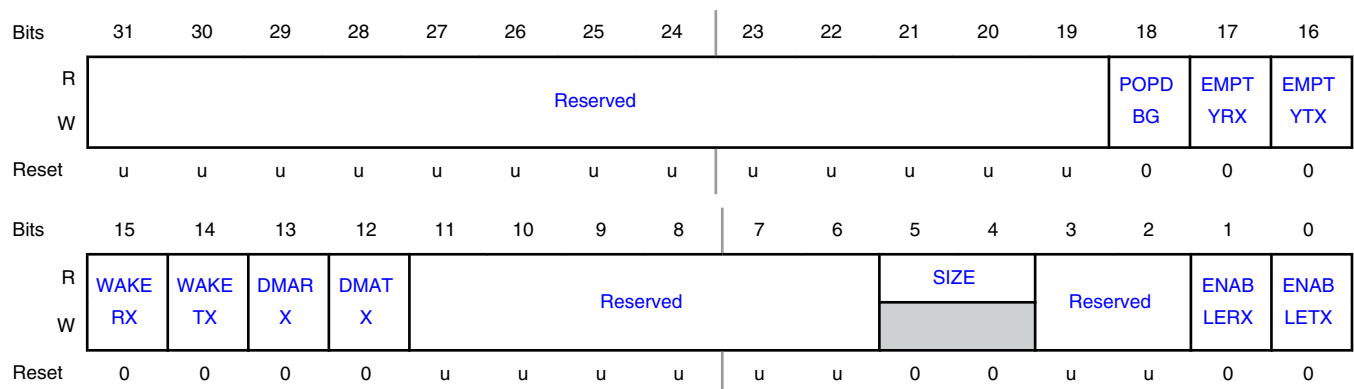 Bits 31 30 29 28 27 26 25 24 23 22 21 20 19 18 17 16
R Reserved POPD EMPT EMPT
W BG YRX YTX
Reset u u u u u u u u u u u u u 0 0 0
Bits 15 14 13 12 11 10 9 8 7 6 5 4 3 2 1 0
R WAKE WAKE DMAR DMAT Reserved SIZE Reserved ENAB ENAB
W RX TX X X LERX LETX
Reset 0 0 0 0 u u u u u u 0 0 u u 0 0